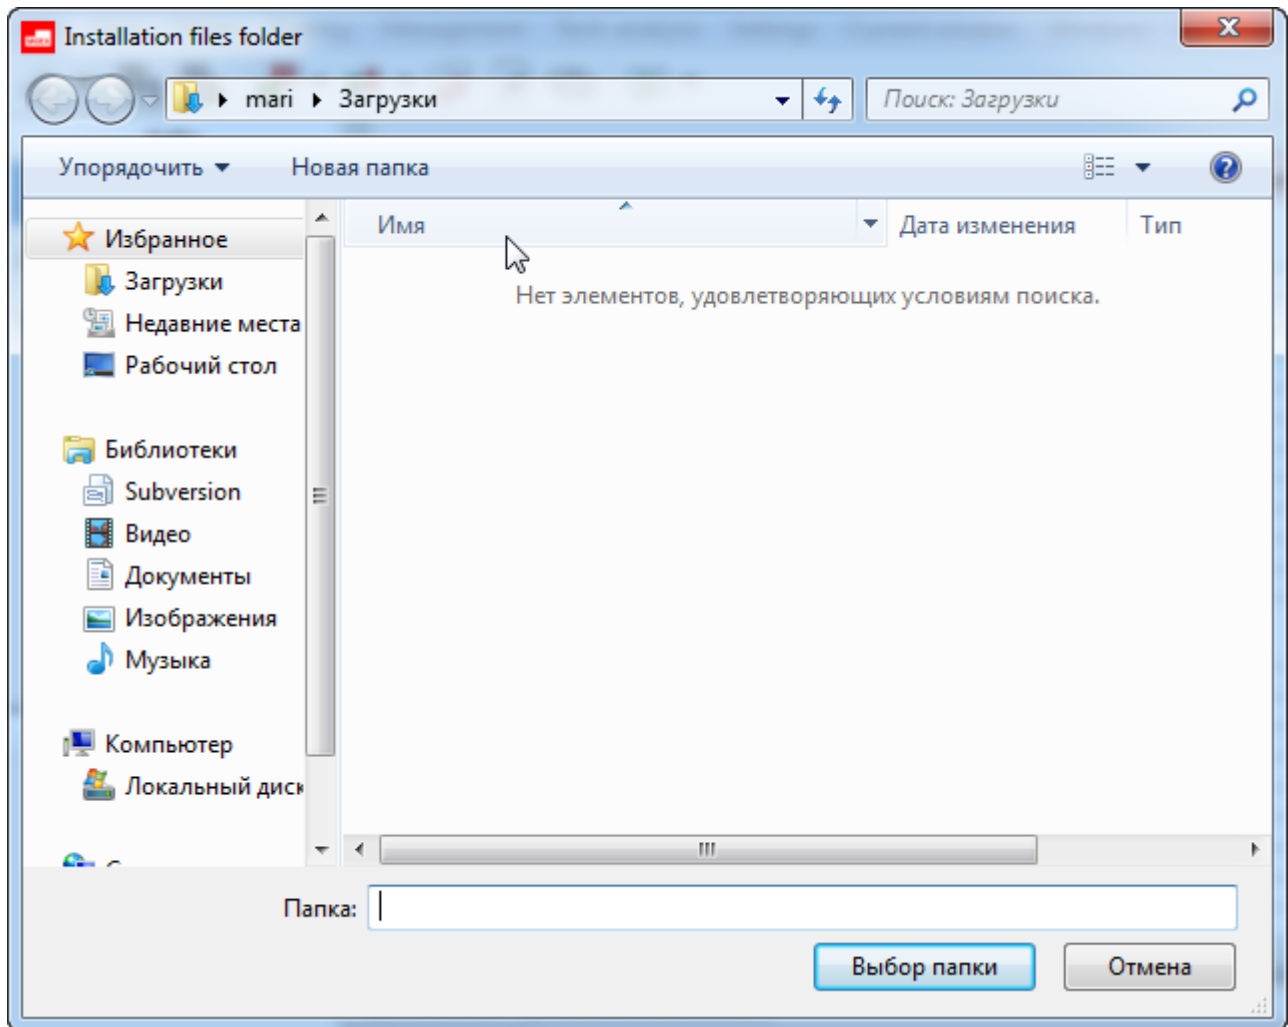 Installation files folder
mari Загрузки
Поиск: Загрузки
Упорядочить Новая папка
Имя Дата изменения Тип
Нет элементов, удовлетворяющих условиям поиска.
Избранное
Загрузки
Недавние места
Рабочий стол
Библиотеки
Subversion
Видео
Документы
Изображения
Музыка
Компьютер
Локальный диск
Папка:
Выбор папки Отмена